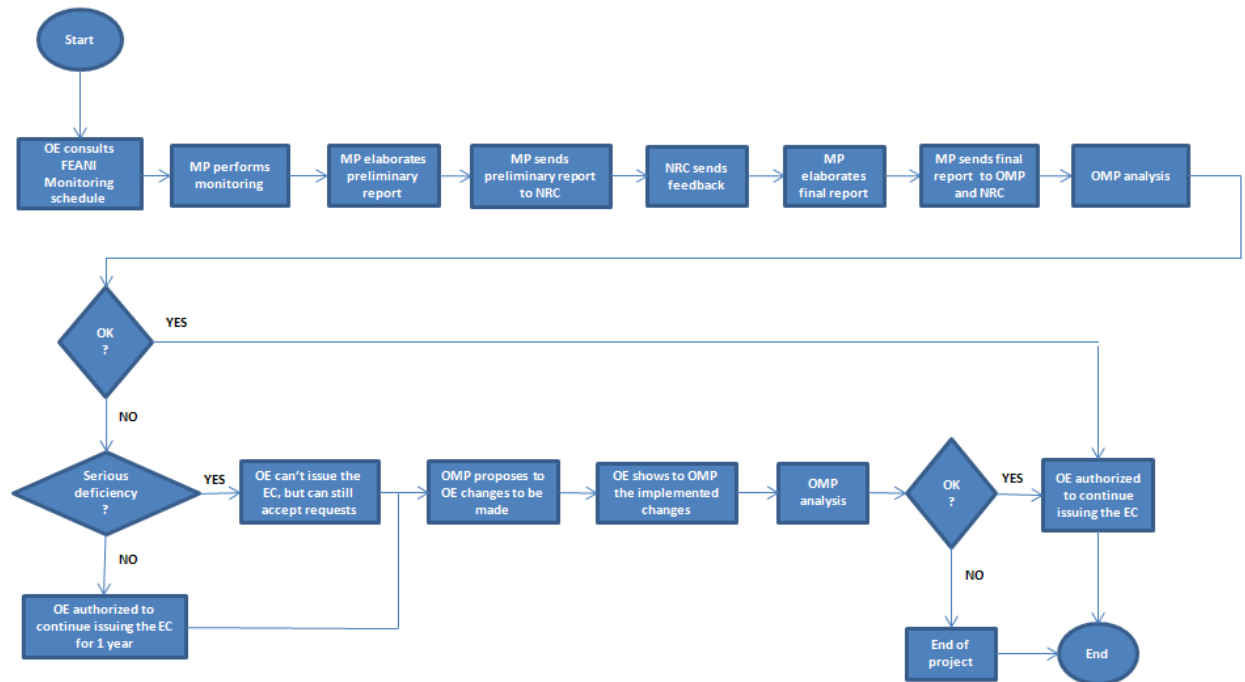 Start
OE consults
FEANI
Monitoring
schedule
MP performs
monitoring
MP elaborates
preliminary
report
MP sends
preliminary report
to NRC
NRC sends
feedback
MP
elaborates
final report
MP sends final
report to OMP
and NRC
OMP analysis
OK
?
YES
NO
Serious
deficiency
?
YES
OE can't issue the
EC, but can still
accept requests
OMP proposes to
OE changes to be
made
OE shows to OMP
the implemented
changes
OMP
analysis
OK
?
YES
OE authorized
to continue
issuing the EC
NO
OE authorized to
continue issuing the EC
for 1 year
NO
End of
project
End